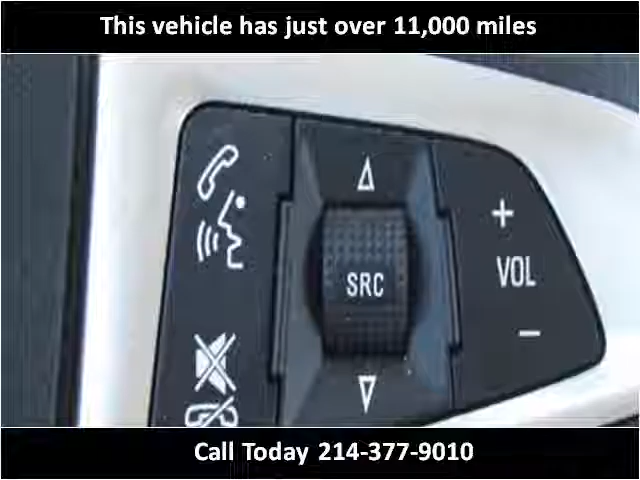 This vehicle has just over 11,000 miles
SRC
+
VOL
−
Call Today 214-377-9010